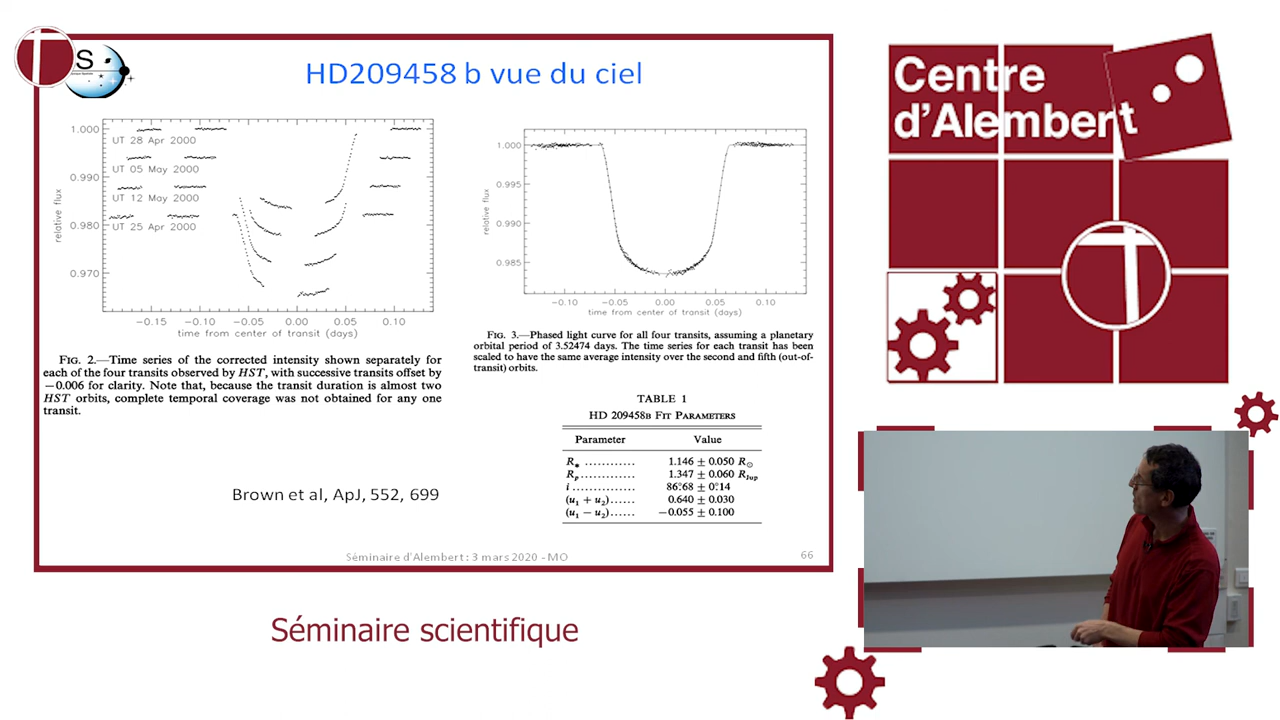 S
HD209458 b vue du ciel
1.000
0.990
0.980
0.970
relative flux
UT 28 Apr 2000
UT 05 May 2000
UT 12 May 2000
UT 25 Apr 2000
−0.15 −0.10 −0.05 0.00 0.05 0.10
time from center of transit (days)
FIG. 2.—Time series of the corrected intensity shown separately for
each of the four transits observed by HST, with successive transits offset by
−0.006 for clarity. Note that, because the transit duration is almost two
HST orbits, complete temporal coverage was not obtained for any one
transit.
Brown et al, ApJ, 552, 699
1.000
0.995
0.990
0.985
relative flux
−0.10 −0.05 0.00 0.05 0.10
time from center of transit (days)
FIG. 3.—Phased light curve for all four transits, assuming a planetary
orbital period of 3.52474 days. The time series for each transit has been
scaled to have the same average intensity over the second and fifth (out-of-
transit) orbits.
TABLE 1
HD 209458B FIT PARAMETERS
Parameter Value
R* ............ 1.146 ± 0.050 R⊙
Rp ............. 1.347 ± 0.060 RJup
i ............... 86°.68 ± 0°.14
(u1 + u2)...... 0.640 ± 0.030
(u1 − u2)...... −0.055 ± 0.100
Séminaire d'Alembert : 3 mars 2020 - MO
66
Séminaire scientifique
Centre
d'Alembert